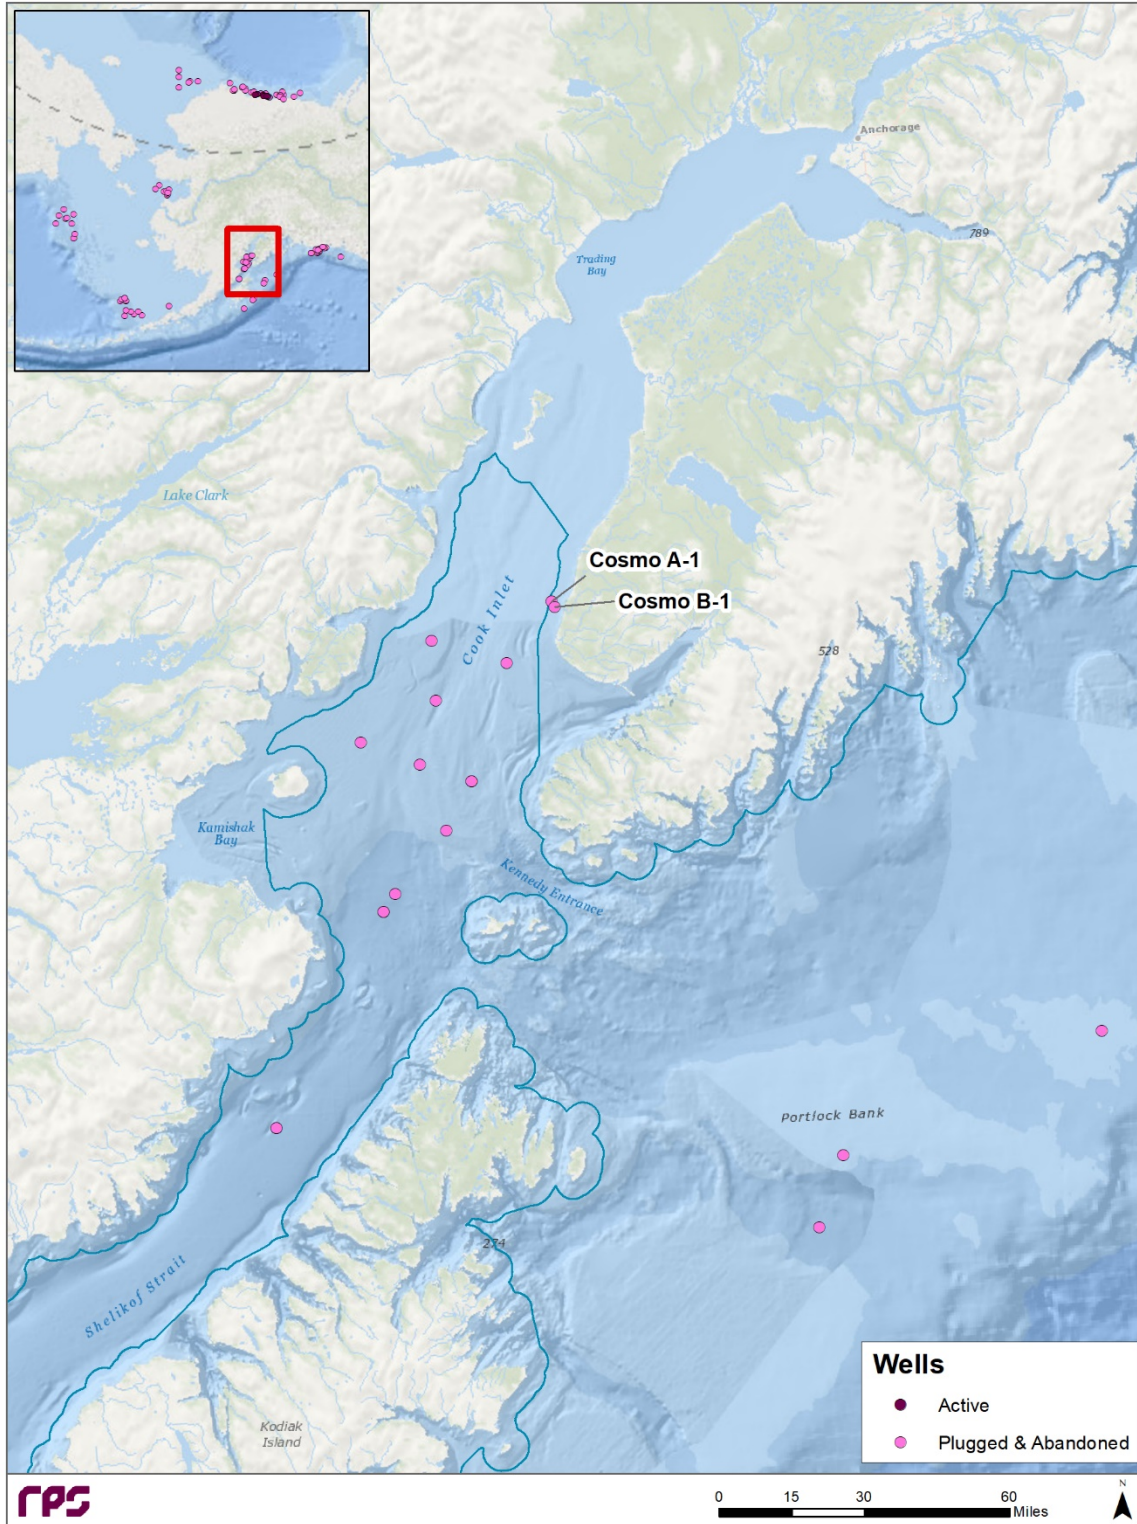 Anchorage
789
Trading
Bay
Lake Clark
Cosmo A-1
Cosmo B-1
Cook Inlet
528
Kamishak
Bay
Kennedy Entrance
Portlock Bank
274
Shelikof Strait
Kodiak
Island
Wells
Active
Plugged & Abandoned
rps
0 15 30 60
Miles
N